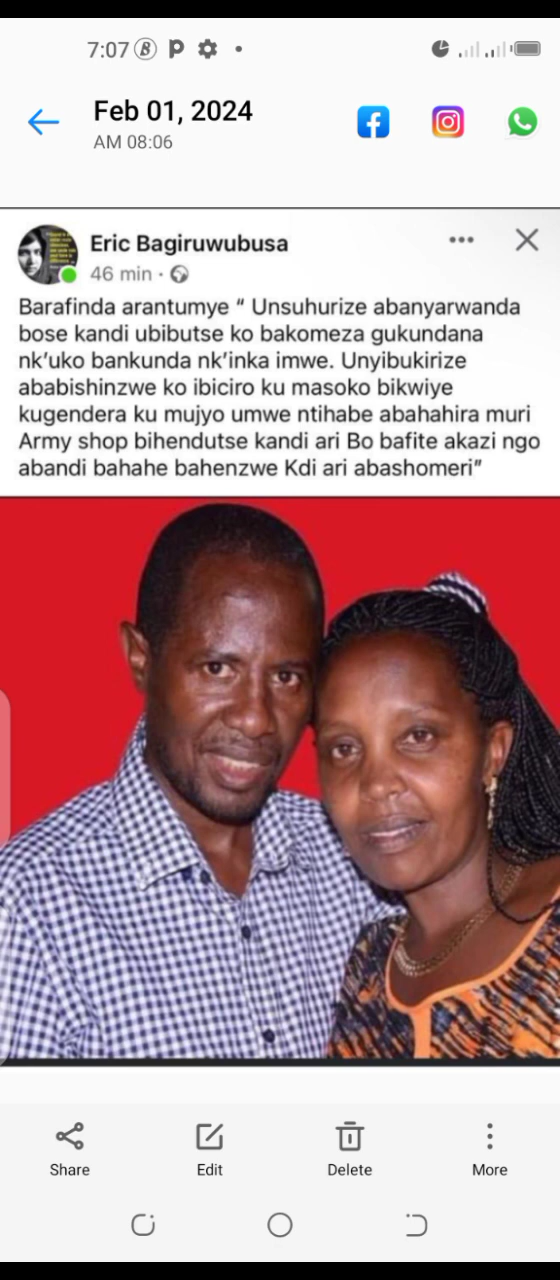 7:07
Feb 01, 2024
AM 08:06
Eric Bagiruwubusa
46 min ·
Barafinda arantumye “ Unsuhurize abanyarwanda
bose kandi ubibutse ko bakomeza gukundana
nk’uko bankunda nk’inka imwe. Unyibukirize
ababishinzwe ko ibiciro ku masoko bikwiye
kugendera ku mujyo umwe ntihabe abahahira muri
Army shop bihendutse kandi ari Bo bafite akazi ngo
abandi bahahe bahenzwe Kdi ari abashomeri”
Share
Edit
Delete
More